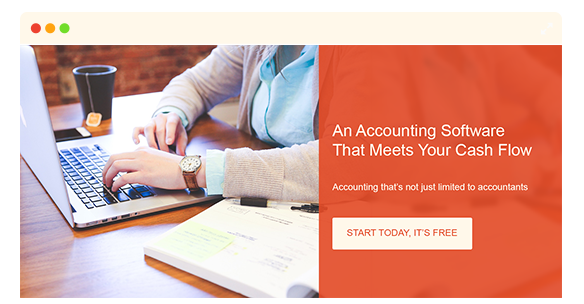 An Accounting Software
That Meets Your Cash Flow
Accounting that's not just limited to accountants
START TODAY, IT'S FREE